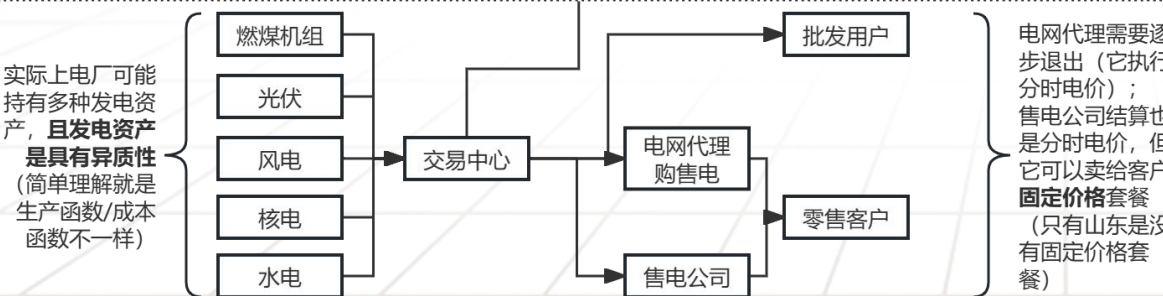 实际上电厂可能
持有多种发电资
产，且发电资产
是具有异质性
（简单理解就是
生产函数/成本
函数不一样）
燃煤机组
光伏
风电
核电
水电
交易中心
批发用户
电网代理
购售电
零售客户
售电公司
电网代理需要逐
步退出（它执行
分时电价）；
售电公司结算也
是分时电价，但
它可以卖给客户
固定价格套餐
（只有山东是没
有固定价格套
餐）